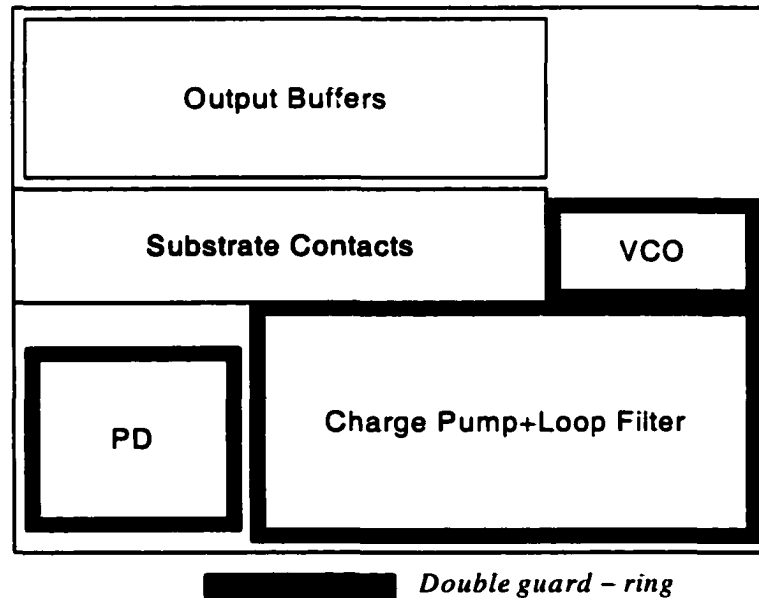 Output Buffers
Substrate Contacts
VCO
PD
Charge Pump+Loop Filter
Double guard – ring